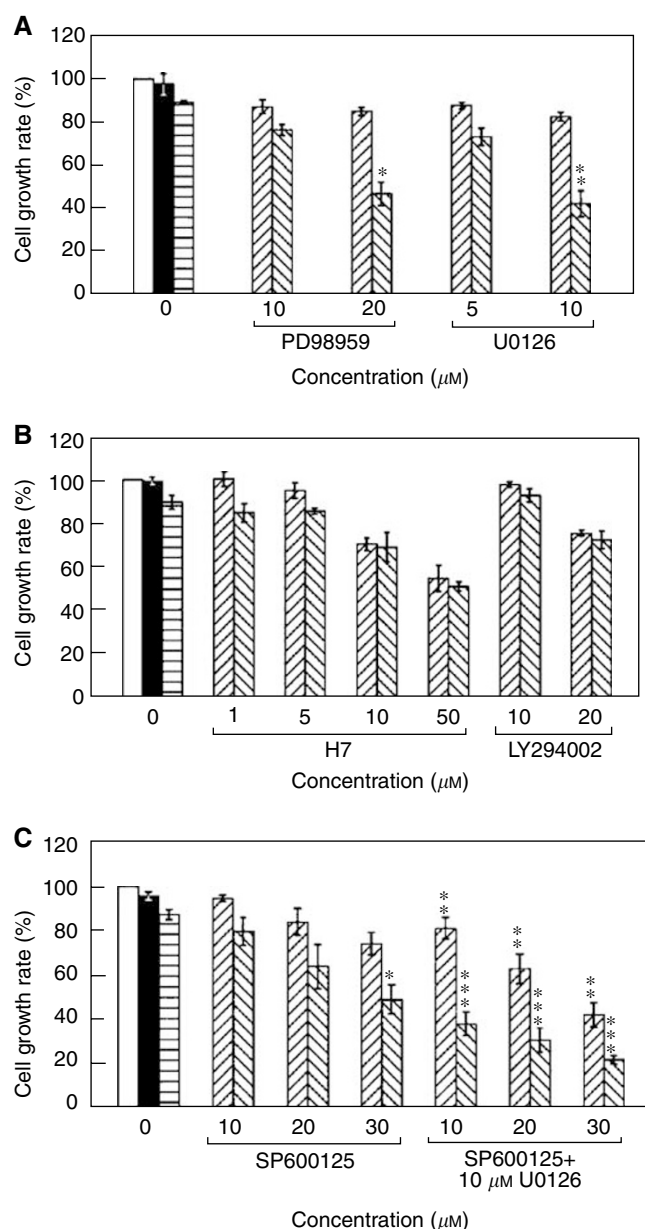 A
120
100
80
60
40
20
0
Cell growth rate (%)
*
**
0 10 20 5 10
PD98959 U0126
Concentration (μM)
B
120
100
80
60
40
20
0
Cell growth rate (%)
0 1 5 10 50 10 20
H7 LY294002
Concentration (μM)
C
120
100
80
60
40
20
0
Cell growth rate (%)
*
**
***
**
***
**
***
0 10 20 30 10 20 30
SP600125 SP600125+
10 μM U0126
Concentration (μM)